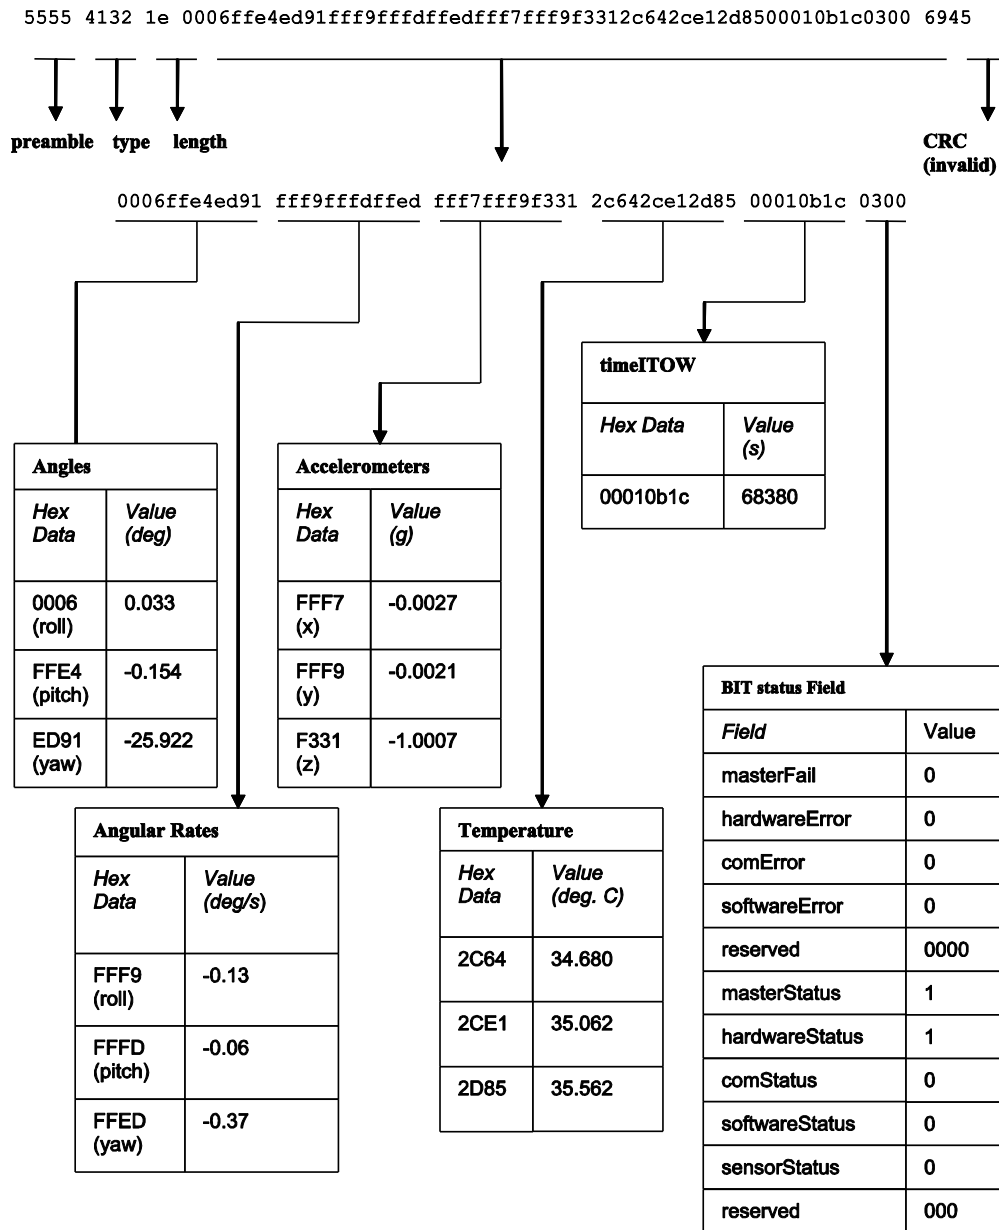 5555 4132 1e 0006ffe4ed91fff9fffdffedfff7fff9f3312c642ce12d8500010b1c0300 6945
preamble type length
CRC
(invalid)
0006ffe4ed91 fff9fffdffed fff7fff9f331 2c642ce12d85 00010b1c 0300
timeITOW
Hex Data Value
(s)
00010b1c 68380
Angles
Hex
Data Value
(deg)
0006
(roll) 0.033
FFE4
(pitch) -0.154
ED91
(yaw) -25.922
Accelerometers
Hex
Data Value
(g)
FFF7
(x) -0.0027
FFF9
(y) -0.0021
F331
(z) -1.0007
Angular Rates
Hex
Data Value
(deg/s)
FFF9
(roll) -0.13
FFFD
(pitch) -0.06
FFED
(yaw) -0.37
Temperature
Hex
Data Value
(deg. C)
2C64 34.680
2CE1 35.062
2D85 35.562
BIT status Field
Field Value
masterFail 0
hardwareError 0
comError 0
softwareError 0
reserved 0000
masterStatus 1
hardwareStatus 1
comStatus 0
softwareStatus 0
sensorStatus 0
reserved 000